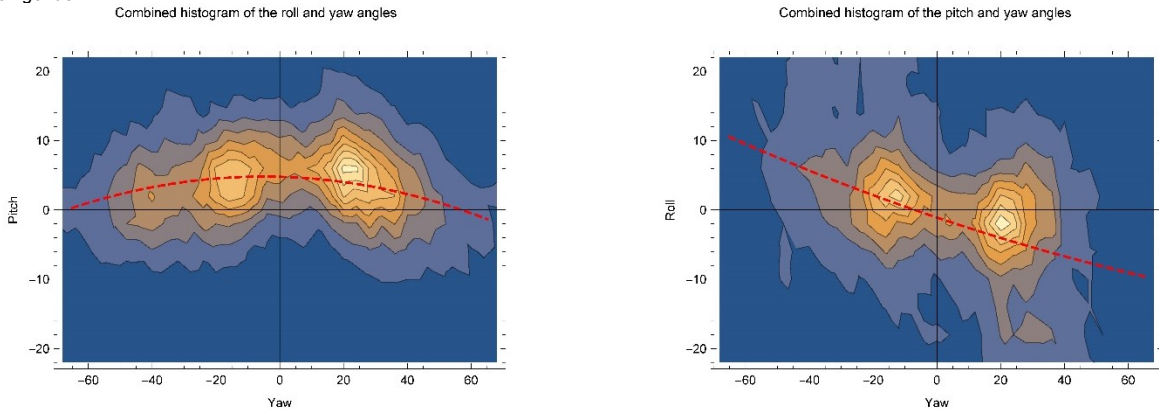 Combined histogram of the roll and yaw angles
20
10
0
−10
−20
Pitch
−60 −40 −20 0 20 40 60
Yaw
Combined histogram of the pitch and yaw angles
20
10
0
−10
−20
Roll
−60 −40 −20 0 20 40 60
Yaw